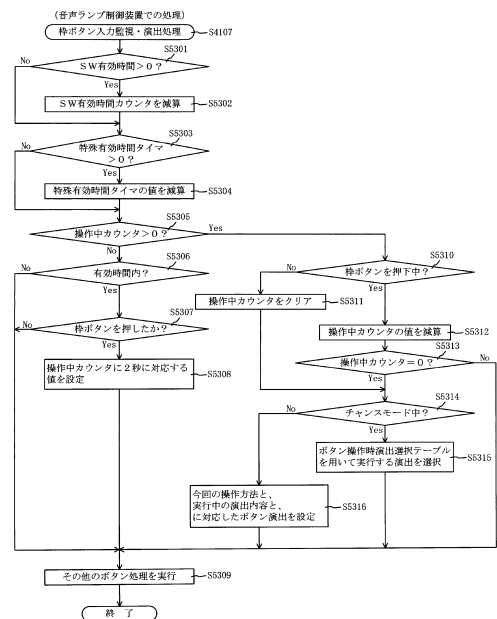 (音声ランプ制御装置での処理)
枠ボタン入力監視・演出処理
S4107
S5301
SW有効時間>0?
No
Yes
SW有効時間カウンタを減算
S5302
S5303
特殊有効時間タイマ
>0?
No
Yes
特殊有効時間タイマの値を減算
S5304
S5305
操作中カウンタ>0?
Yes
No
S5306
有効時間内?
No
Yes
S5307
枠ボタンを押したか?
No
Yes
操作中カウンタに2秒に対応する
値を設定
S5308
S5310
枠ボタンを押下中?
No
Yes
操作中カウンタをクリア
S5311
操作中カウンタの値を減算
S5312
S5313
操作中カウンタ=0?
No
Yes
S5314
チャンスモード中?
No
Yes
ボタン操作時演出選択テーブル
を用いて実行する演出を選択
S5315
今回の操作方法と、
実行中の演出内容と、
に対応したボタン演出を設定
S5316
その他のボタン処理を実行
S5309
終 了